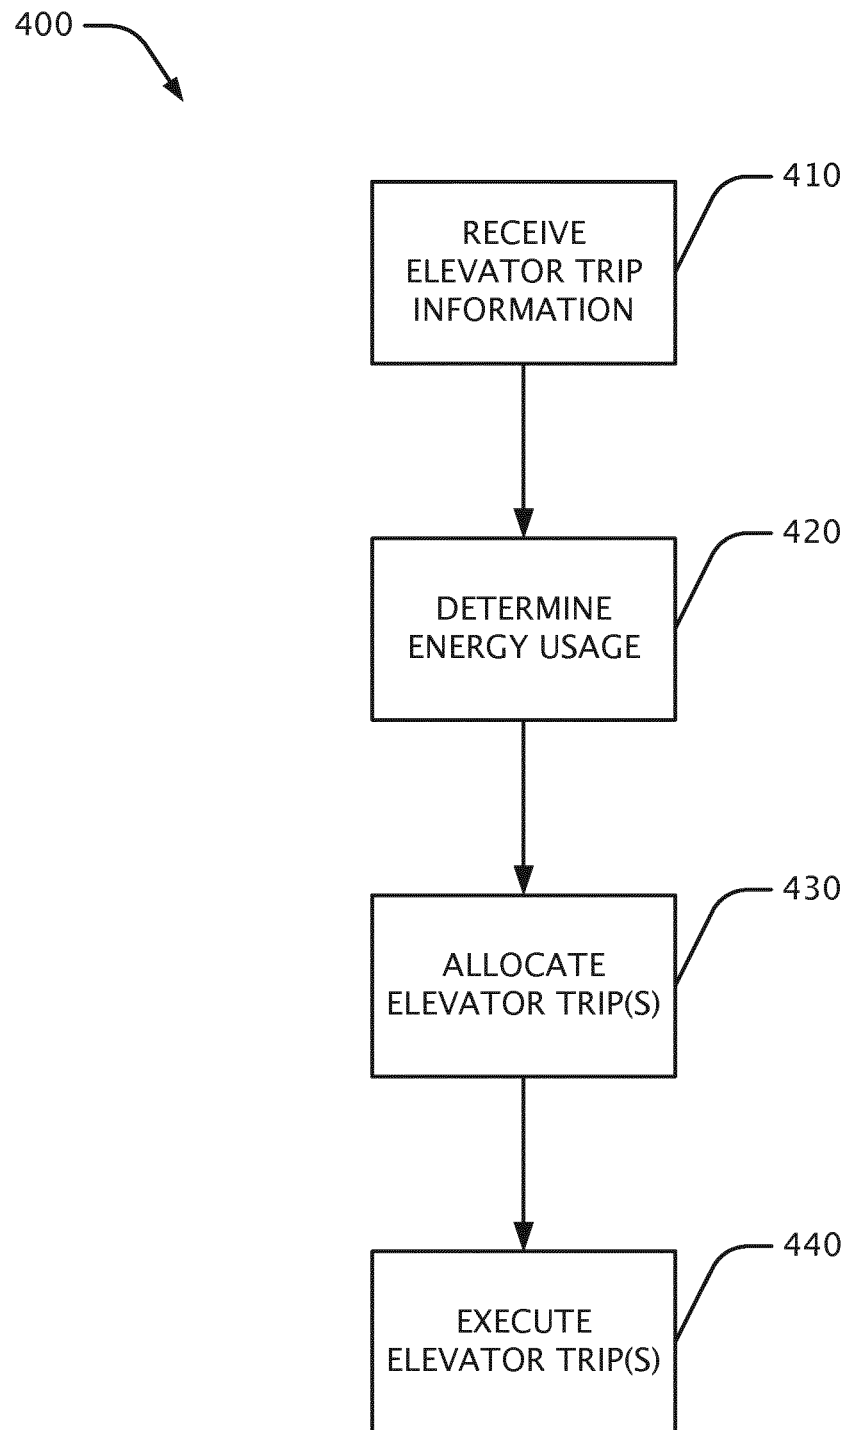 400
410
RECEIVE
ELEVATOR TRIP
INFORMATION
420
DETERMINE
ENERGY USAGE
430
ALLOCATE
ELEVATOR TRIP(S)
440
EXECUTE
ELEVATOR TRIP(S)